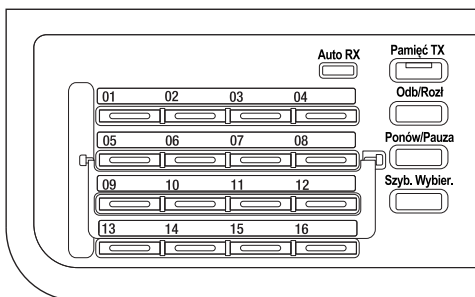 Auto RX
Pamięć TX
Odb/Rozł
01 02 03 04
Ponów/Pauza
05 06 07 08
Szyb. Wybier.
09 10 11 12
13 14 15 16